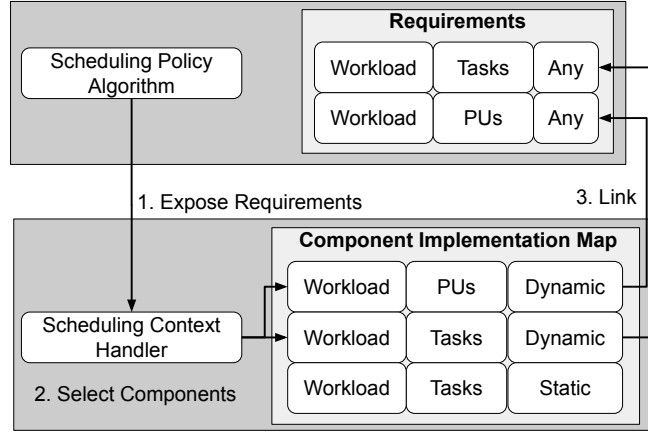 Requirements
Scheduling Policy
Algorithm
Workload Tasks Any
Workload PUs Any
1. Expose Requirements
3. Link
Component Implementation Map
Workload PUs Dynamic
Scheduling Context
Handler
Workload Tasks Dynamic
2. Select Components
Workload Tasks Static